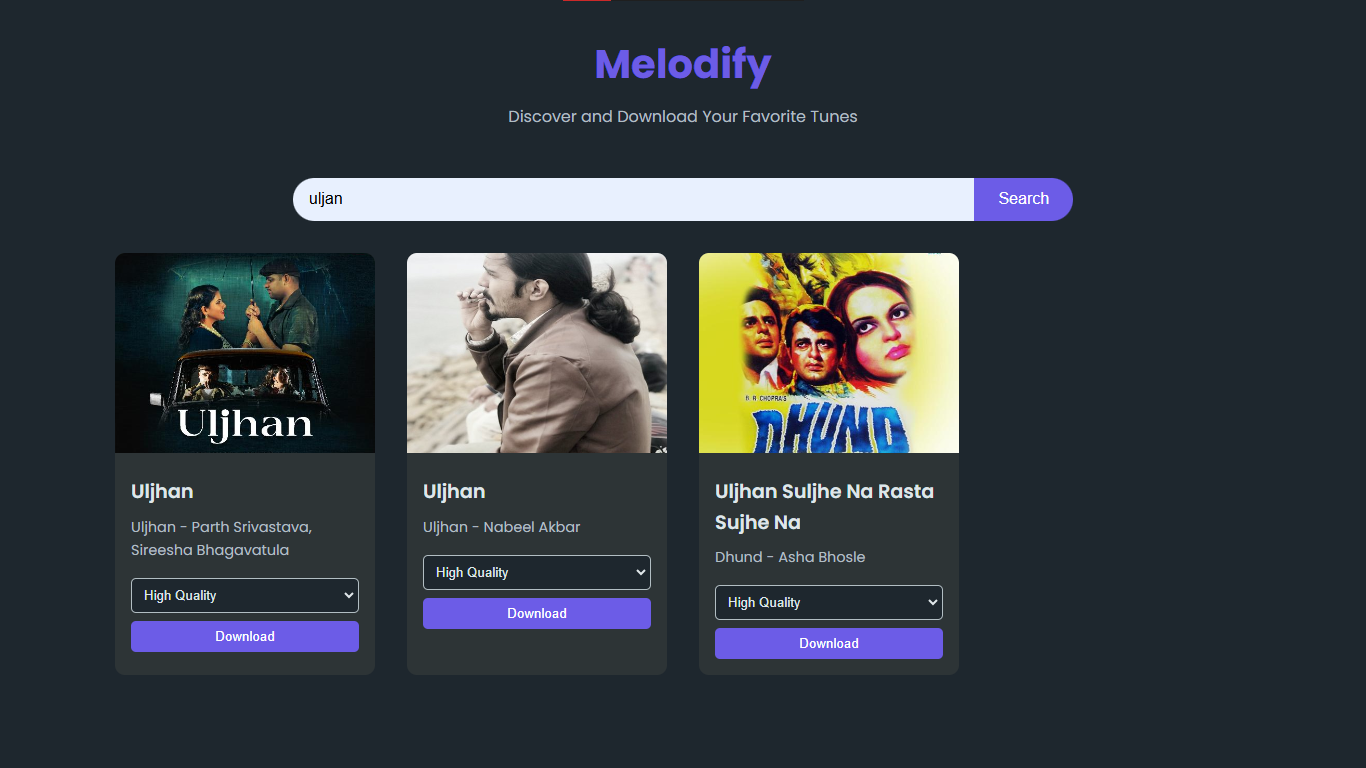 Melodify
Discover and Download Your Favorite Tunes
uljan
Search
Uljhan
B. R. CHOPRA'S
DHUND
Uljhan
Uljhan - Parth Srivastava,
Sireesha Bhagavatula
High Quality
Download
Uljhan
Uljhan - Nabeel Akbar
High Quality
Download
Uljhan Suljhe Na Rasta
Sujhe Na
Dhund - Asha Bhosle
High Quality
Download